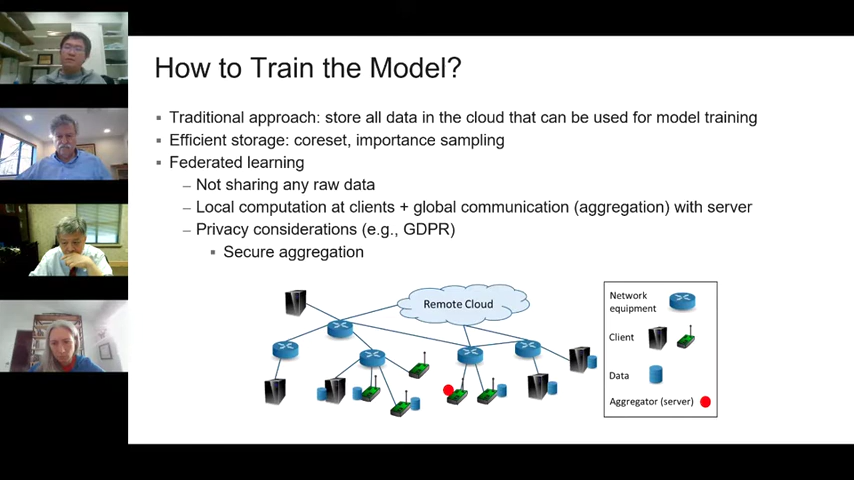 How to Train the Model?
Traditional approach: store all data in the cloud that can be used for model training
Efficient storage: coreset, importance sampling
Federated learning
– Not sharing any raw data
– Local computation at clients + global communication (aggregation) with server
– Privacy considerations (e.g., GDPR)
Secure aggregation
Remote Cloud
Network
equipment
Client
Data
Aggregator (server)